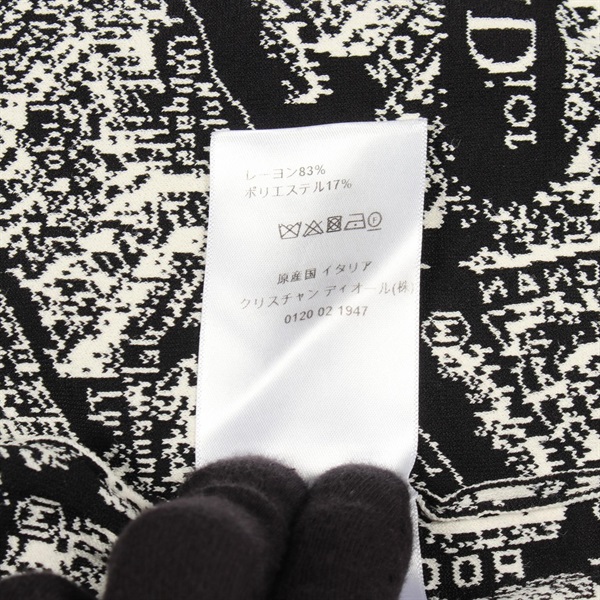 Dior
レーヨン83%
ポリエステル17%
原産国 イタリア
クリスチャン ディオール(株)
0120 02 1947